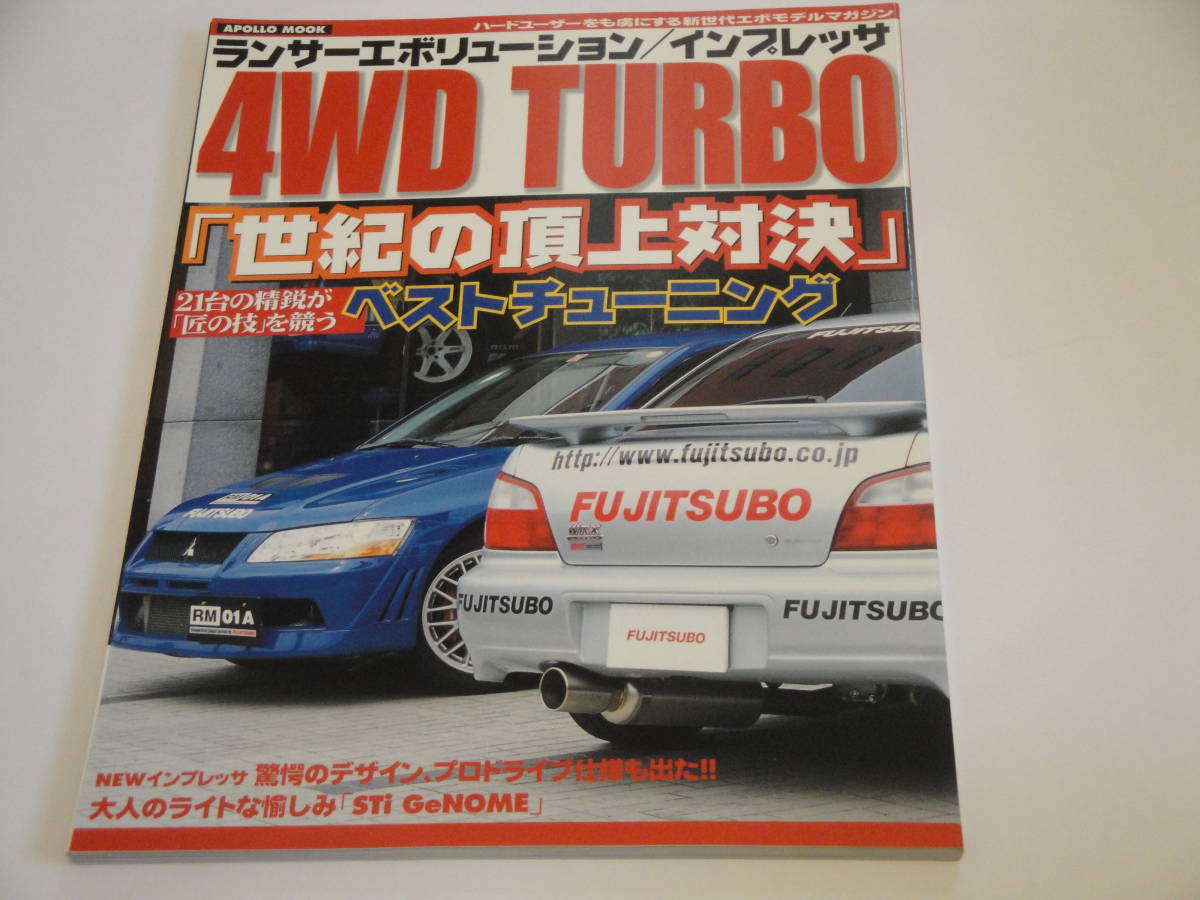 APOLLO MOOK
ハードユーザーをも虜にする新世代エボモデルマガジン
ランサーエボリューション/インプレッサ
4WD TURBO
「世紀の頂上対決」
21台の精鋭が
「匠の技」を競う
ベストチューニング
FUJITSUBO
http://www.fujitsubo.co.jp
FUJITSUBO
WRX
FUJITSUBO
RM 01A
FUJITSUBO
FUJITSUBO
FUJITSUBO
NEWインプレッサ 驚愕のデザイン、プロドライブ仕様も出た!!
大人のライトな愉しみ「STi GeNOME」